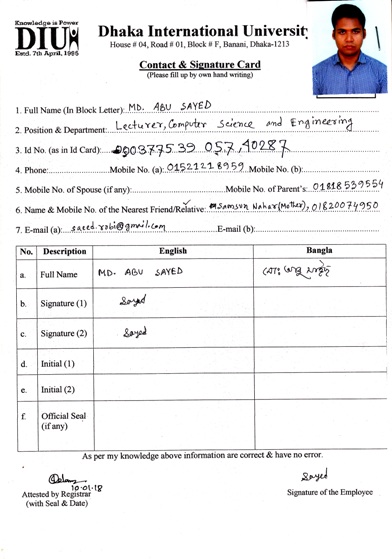 Knowledge is Power
DIU
Estd. 7th April, 1995
Dhaka International University
House # 04, Road # 01, Block # F, Banani, Dhaka-1213
Contact & Signature Card
(Please fill up by own hand writing)
1. Full Name (In Block Letter): MD. ABU SAYED
2. Position & Department: Lecturer, Computer Science and Engineering
3. Id No. (as in Id Card):
4. Phone: Mobile No. (a): 01521218959 Mobile No. (b):
5. Mobile No. of Spouse (if any): Mobile No. of Parent's: 01818539554
6. Name & Mobile No. of the Nearest Friend/Relative: Samsun Nahar (Mother), 01820074950
7. E-mail (a): sayed.robi@gmail.com E-mail (b):
No. Description English Bangla
a. Full Name MD. ABU SAYED মোঃ আবু সাইদ
b. Signature (1) Sayed
c. Signature (2) Sayed
d. Initial (1)
e. Initial (2)
f. Official Seal
(if any)
As per my knowledge above information are correct & have no error.
10.01.18 Sayed
Attested by Registrar Signature of the Employee
(with Seal & Date)